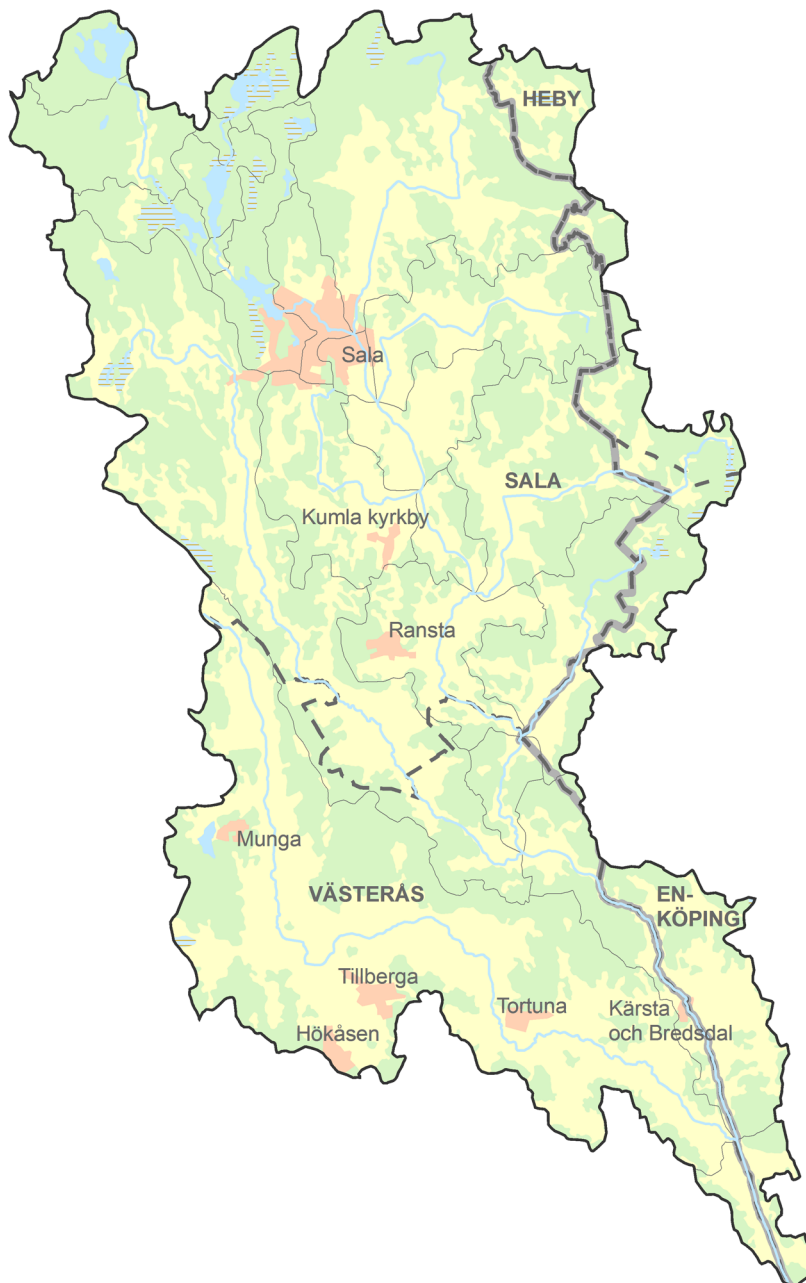 HEBY
Sala
SALA
Kumla kyrkby
Ransta
Munga
VÄSTERÅS
EN-
KÖPING
Tillberga
Tortuna
Kärsta
och Bredsdal
Hökåsen